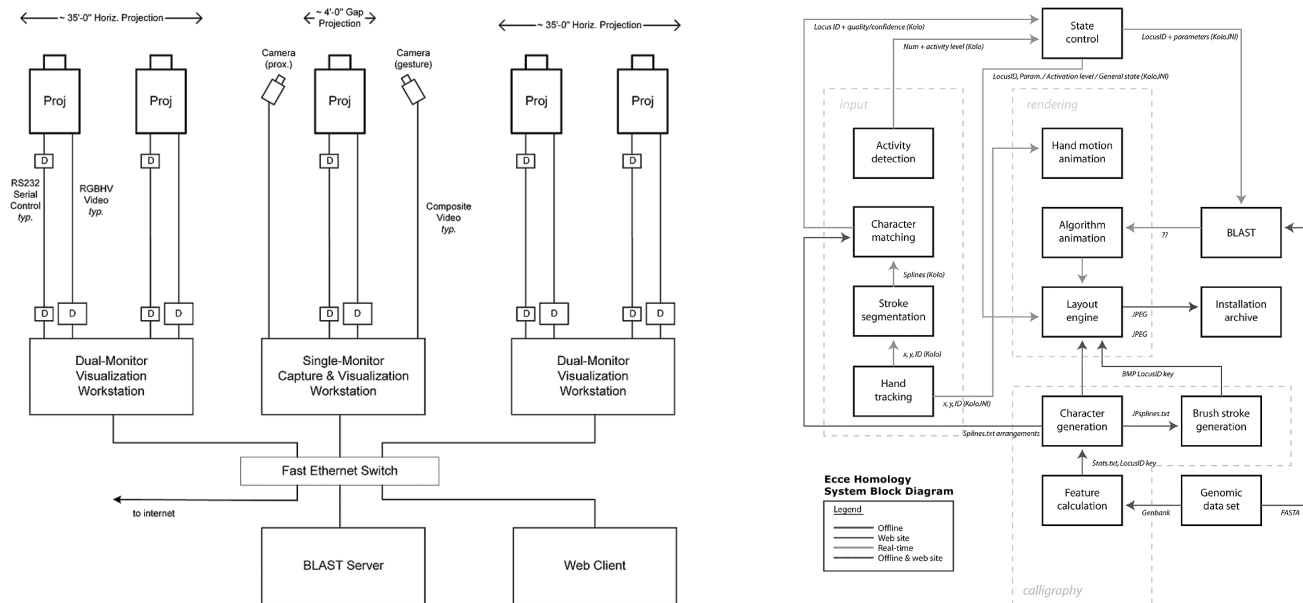 ~ 35'-0" Horiz. Projection
~ 4'-0" Gap
Projection
~ 35'-0" Horiz. Projection
Camera
(prox.)
Camera
(gesture)
Proj
Proj
Proj
Proj
Proj
D
D
D
D
D
RS232
Serial
Control
typ.
RGBHV
Video
typ.
Composite
Video
typ.
D
D
D
D
D
D
D
D
D
D
Dual-Monitor
Visualization
Workstation
Single-Monitor
Capture & Visualization
Workstation
Dual-Monitor
Visualization
Workstation
Fast Ethernet Switch
to internet
BLAST Server
Web Client
Locus ID + quality/confidence (Kolo)
Num + activity level (Kolo)
State
control
LocusID + parameters (Kolo,JNI)
LocusID, Param. / Activation level / General state (Kolo,JNI)
input
rendering
Activity
detection
Hand motion
animation
Character
matching
Algorithm
animation
??
BLAST
Splines (Kolo)
Stroke
segmentation
Layout
engine
JPEG
JPEG
Installation
archive
x, y, ID (Kolo)
Hand
tracking
x, y, ID (Kolo,JNI)
BMP LocusID key
Character
generation
JPsplines.txt
Brush stroke
generation
Splines.txt arrangements
Stats.txt, LocusID key
Feature
calculation
Genbank
Genomic
data set
FASTA
Ecce Homology
System Block Diagram
Legend
Offline
Web site
Real-time
Offline & web site
calligraphy